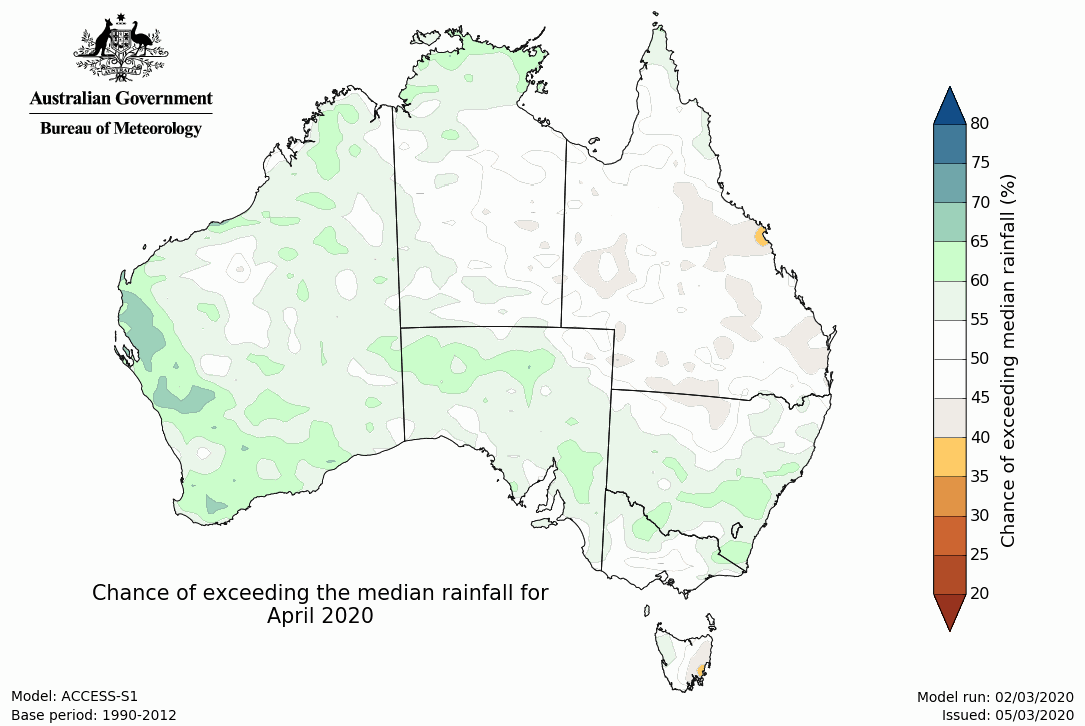 Australian Government
Bureau of Meteorology
80
75
70
65
60
55
50
45
40
35
30
25
20
Chance of exceeding median rainfall (%)
Chance of exceeding the median rainfall for
April 2020
Model: ACCESS-S1
Base period: 1990-2012
Model run: 02/03/2020
Issued: 05/03/2020